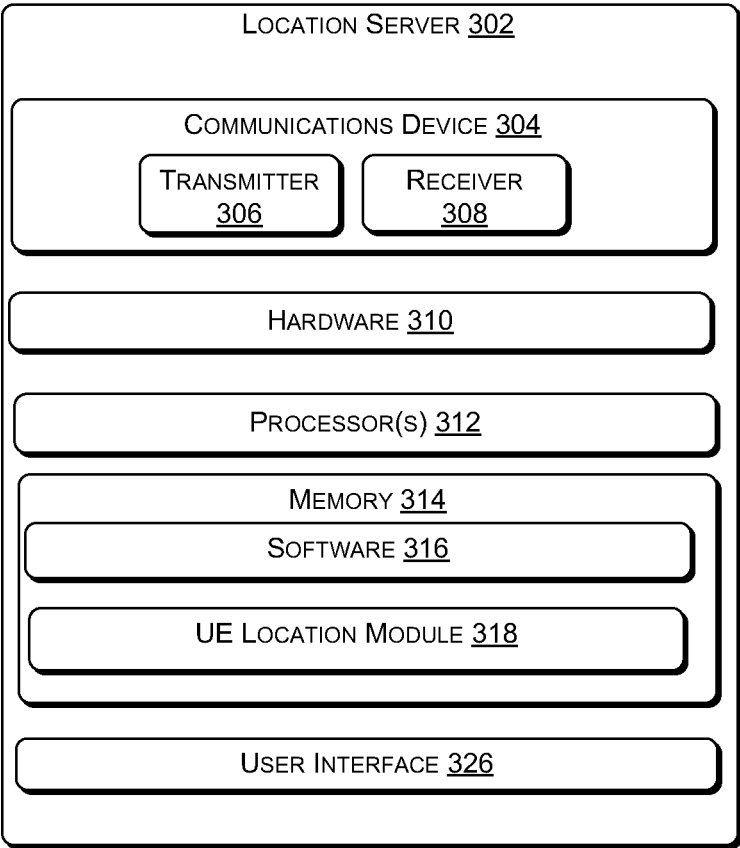 LOCATION SERVER 302
COMMUNICATIONS DEVICE 304
TRANSMITTER
306
RECEIVER
308
HARDWARE 310
PROCESSOR(S) 312
MEMORY 314
SOFTWARE 316
UE LOCATION MODULE 318
USER INTERFACE 326